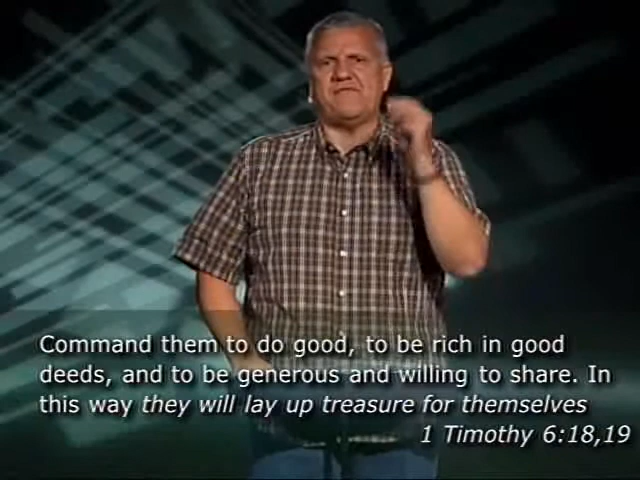 Command them to do good, to be rich in good
deeds, and to be generous and willing to share. In
this way they will lay up treasure for themselves
1 Timothy 6:18,19